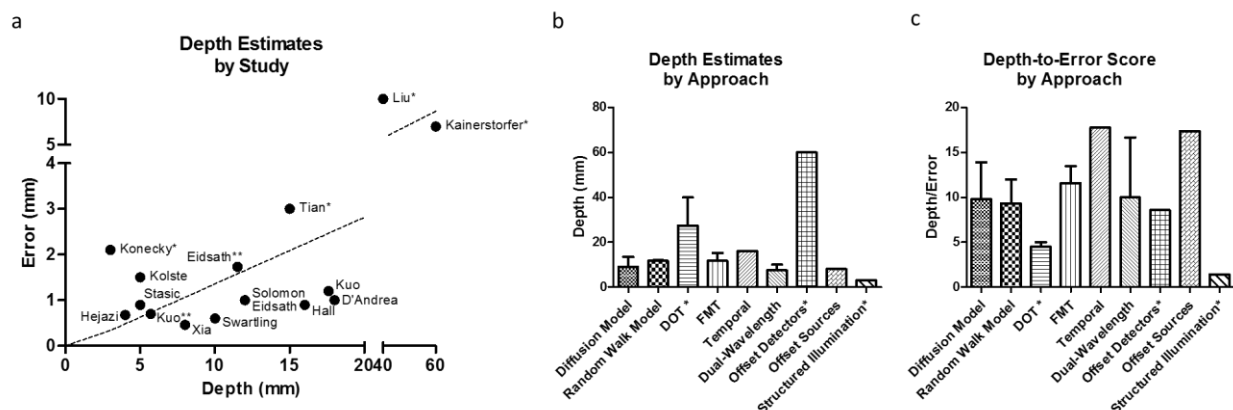 a
Depth Estimates
by Study
Error (mm)
10
5
4
3
2
1
0
Liu*
Kainerstorfer*
Tian*
Konecky*
Eidsath**
Kolste
Stasic
Solomon
Eidsath
Kuo
D'Andrea
Hejazi
Kuo**
Xia
Swartling
Hall
0
5
10
15
20
40
60
Depth (mm)
b
Depth Estimates
by Approach
Depth (mm)
80
60
40
20
0
Diffusion Model
Random Walk Model
DOT*
FMT
Temporal
Dual-Wavelength
Offset Detectors*
Offset Sources
Structured Illumination*
c
Depth-to-Error Score
by Approach
Depth/Error
20
15
10
5
0
Diffusion Model
Random Walk Model
DOT*
FMT
Temporal
Dual-Wavelength
Offset Detectors*
Offset Sources
Structured Illumination*